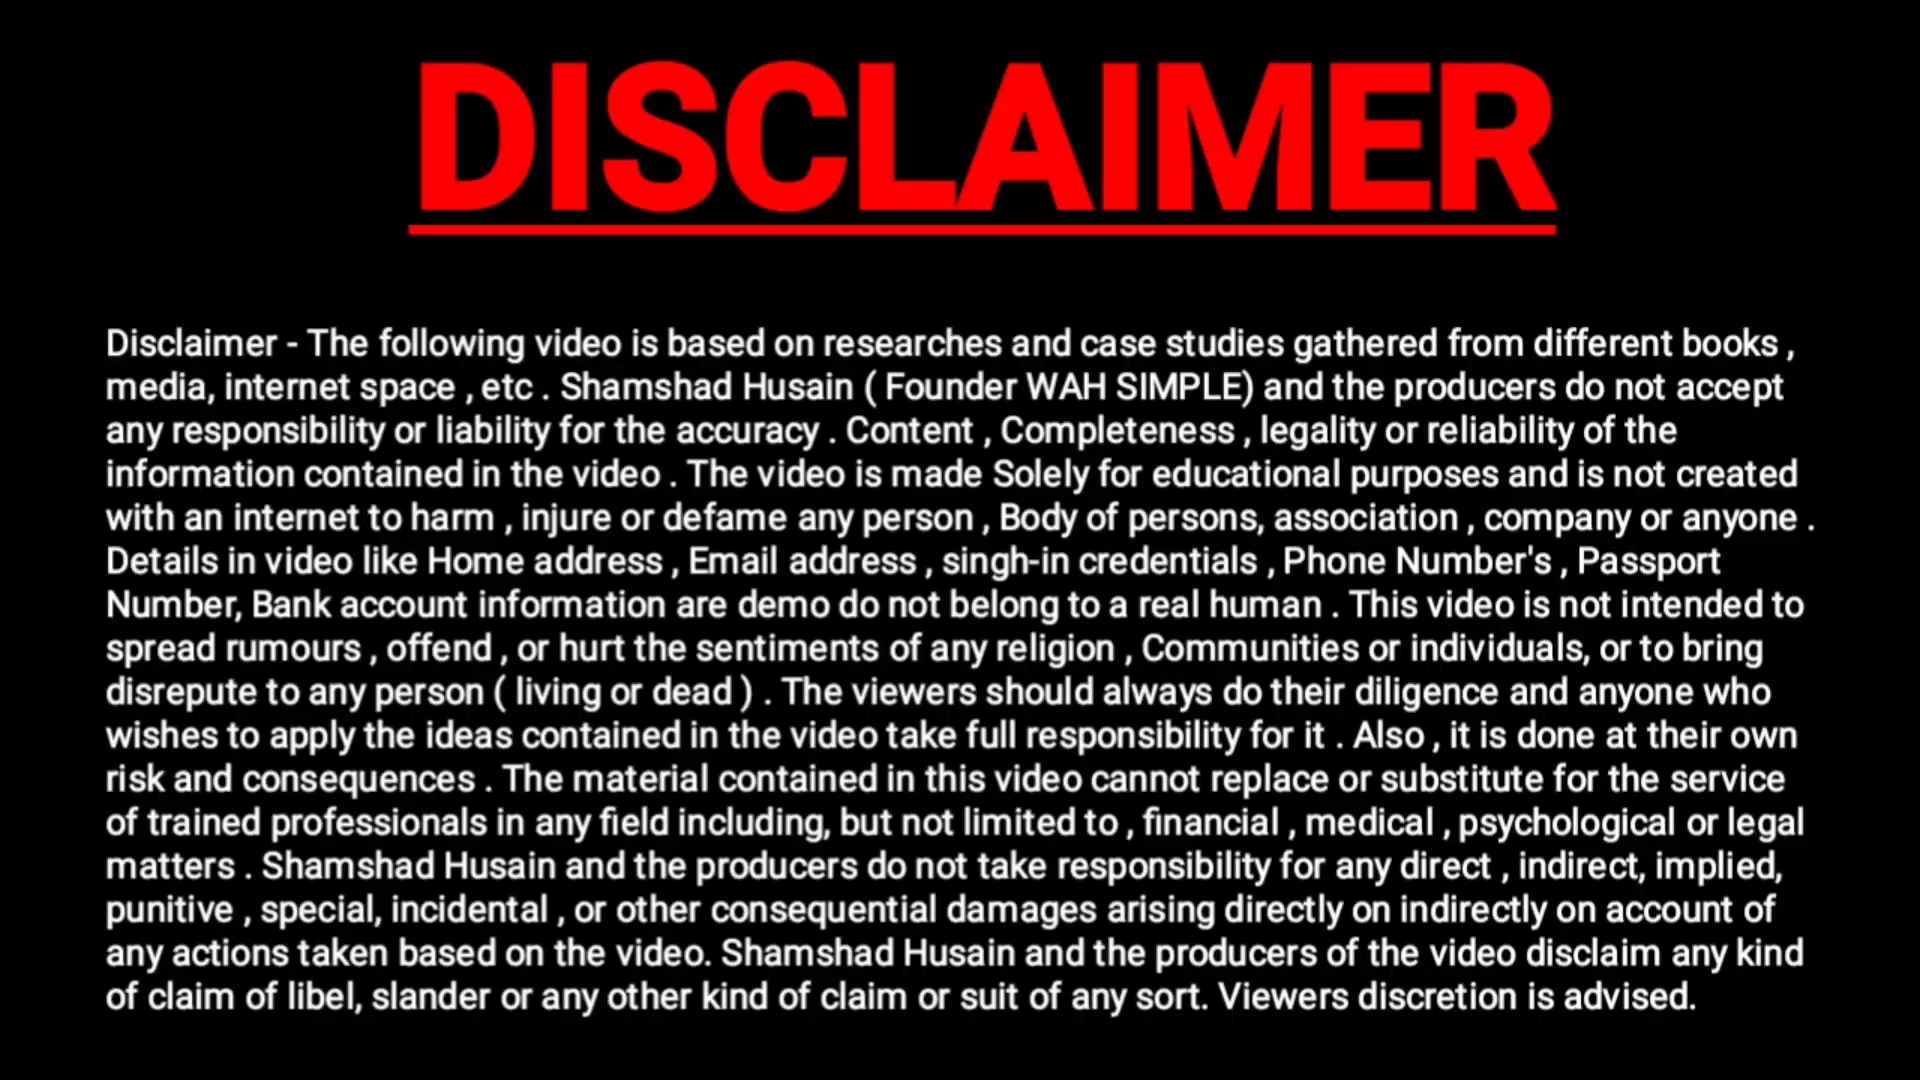 DISCLAIMER
Disclaimer - The following video is based on researches and case studies gathered from different books ,
media, internet space , etc . Shamshad Husain ( Founder WAH SIMPLE) and the producers do not accept
any responsibility or liability for the accuracy . Content , Completeness , legality or reliability of the
information contained in the video . The video is made Solely for educational purposes and is not created
with an internet to harm , injure or defame any person , Body of persons, association , company or anyone .
Details in video like Home address , Email address , singh-in credentials , Phone Number's , Passport
Number, Bank account information are demo do not belong to a real human . This video is not intended to
spread rumours , offend , or hurt the sentiments of any religion , Communities or individuals, or to bring
disrepute to any person ( living or dead ) . The viewers should always do their diligence and anyone who
wishes to apply the ideas contained in the video take full responsibility for it . Also , it is done at their own
risk and consequences . The material contained in this video cannot replace or substitute for the service
of trained professionals in any field including, but not limited to , financial , medical , psychological or legal
matters . Shamshad Husain and the producers do not take responsibility for any direct , indirect, implied,
punitive , special, incidental , or other consequential damages arising directly on indirectly on account of
any actions taken based on the video. Shamshad Husain and the producers of the video disclaim any kind
of claim of libel, slander or any other kind of claim or suit of any sort. Viewers discretion is advised.